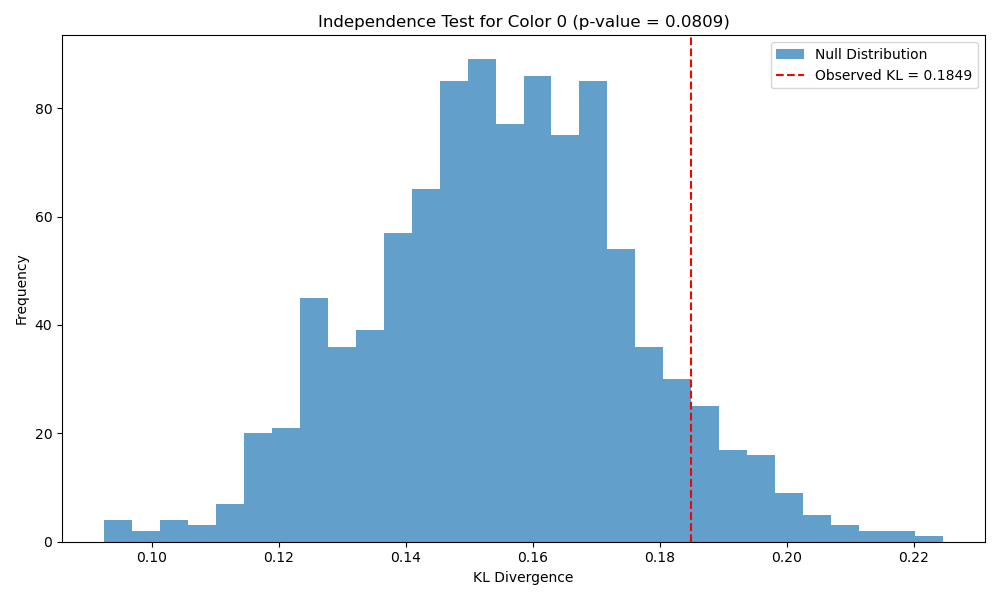 Independence Test for Color 0 (p-value = 0.0809)
Null Distribution
Observed KL = 0.1849
Frequency
80
60
40
20
0
0.10 0.12 0.14 0.16 0.18 0.20 0.22
KL Divergence